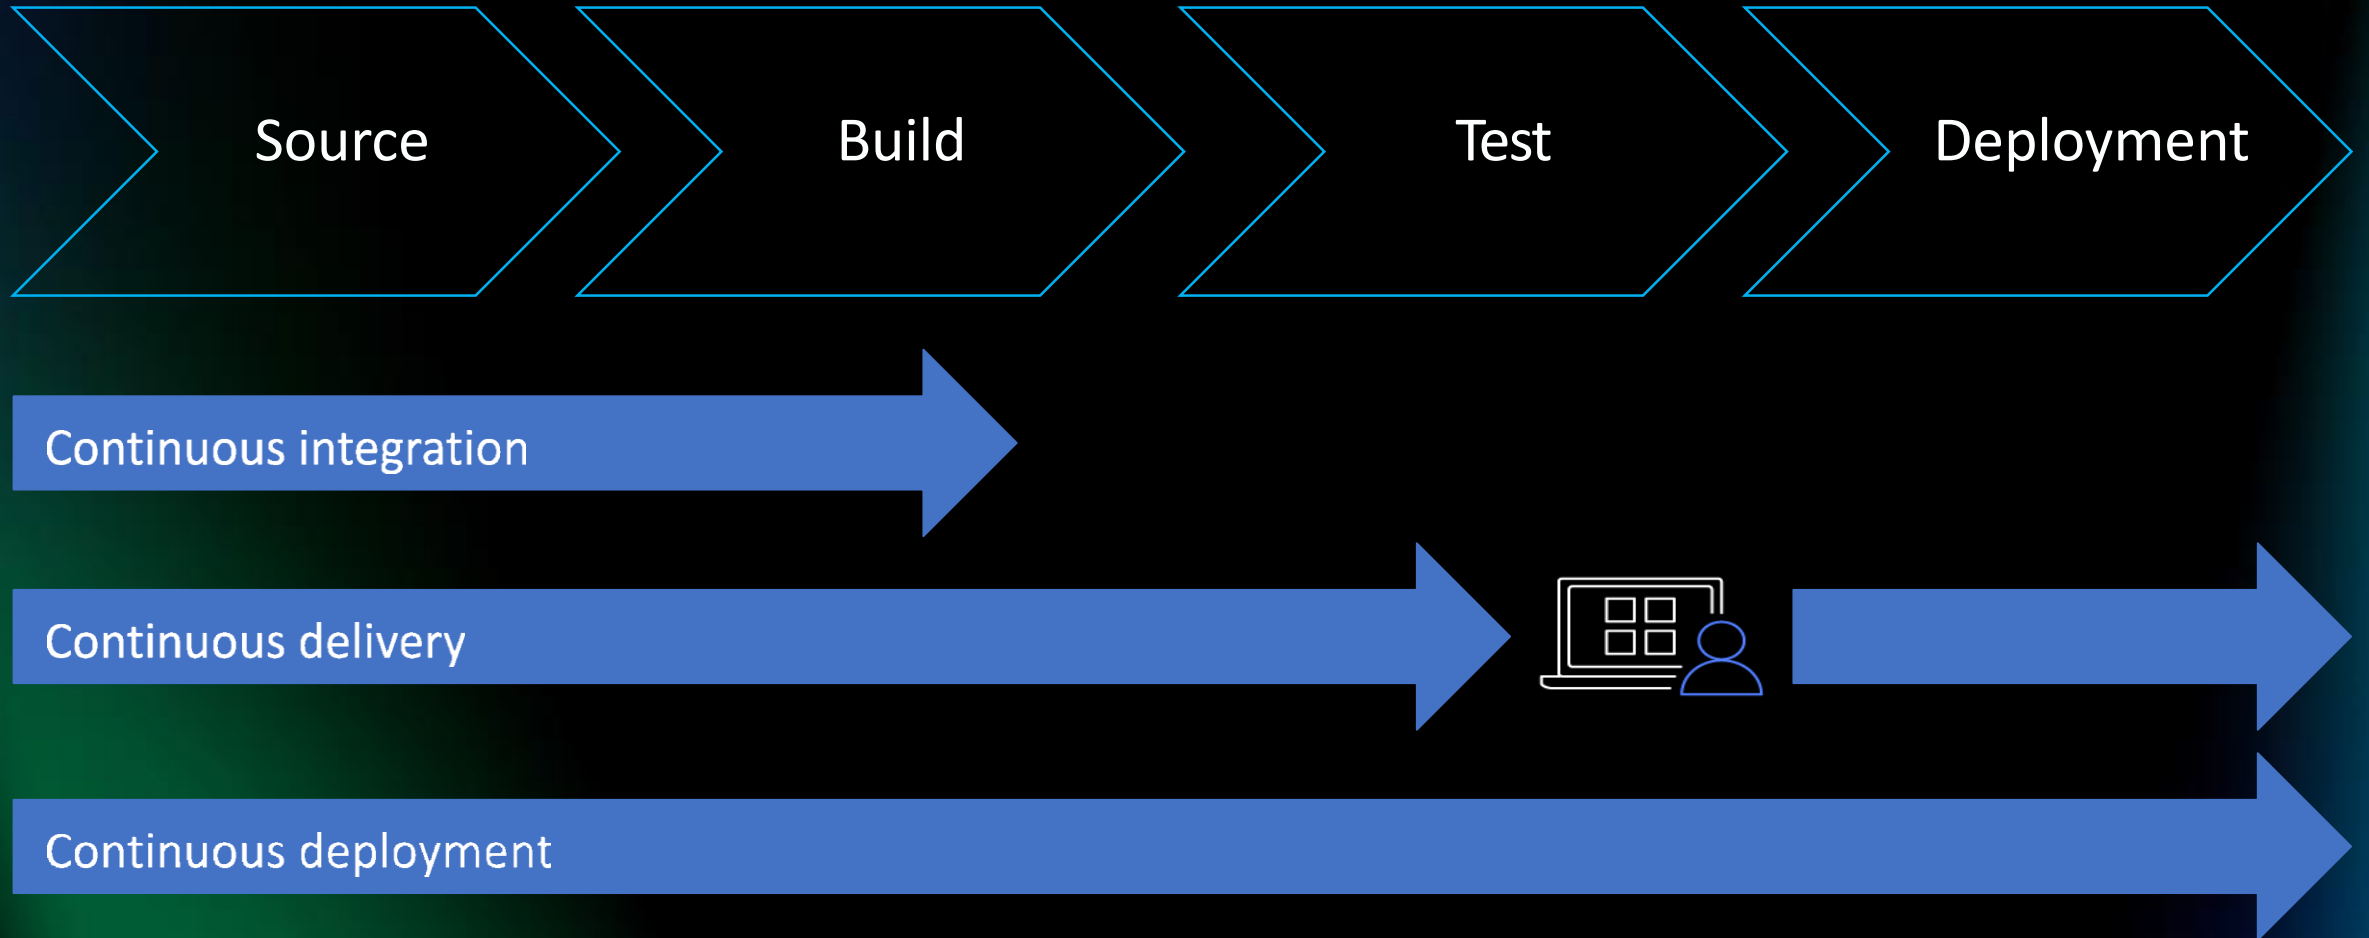 Source
Build
Test
Deployment
Continuous integration
Continuous delivery
Continuous deployment